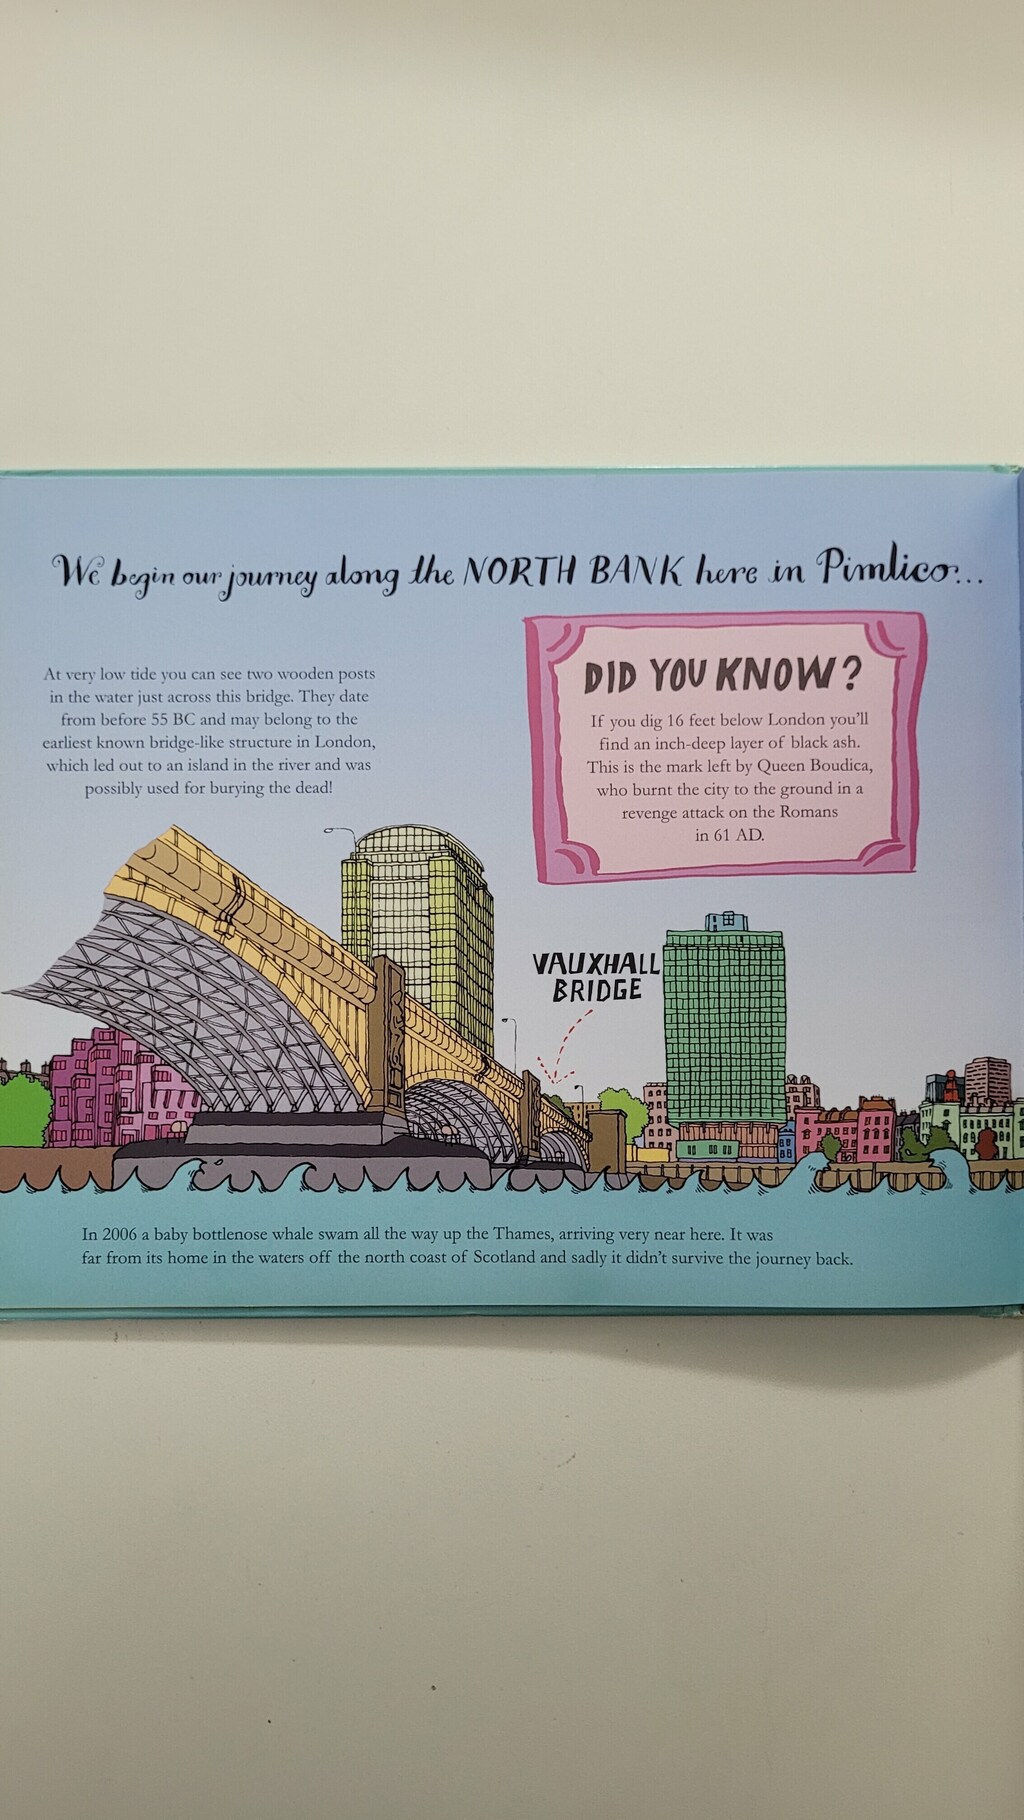 We begin our journey along the NORTH BANK here in Pimlico...
At very low tide you can see two wooden posts
in the water just across this bridge. They date
from before 55 BC and may belong to the
earliest known bridge-like structure in London,
which led out to an island in the river and was
possibly used for burying the dead!
DID YOU KNOW?
If you dig 16 feet below London you'll
find an inch-deep layer of black ash.
This is the mark left by Queen Boudica,
who burnt the city to the ground in a
revenge attack on the Romans
in 61 AD.
VAUXHALL
BRIDGE
In 2006 a baby bottlenose whale swam all the way up the Thames, arriving very near here. It was
far from its home in the waters off the north coast of Scotland and sadly it didn't survive the journey back.